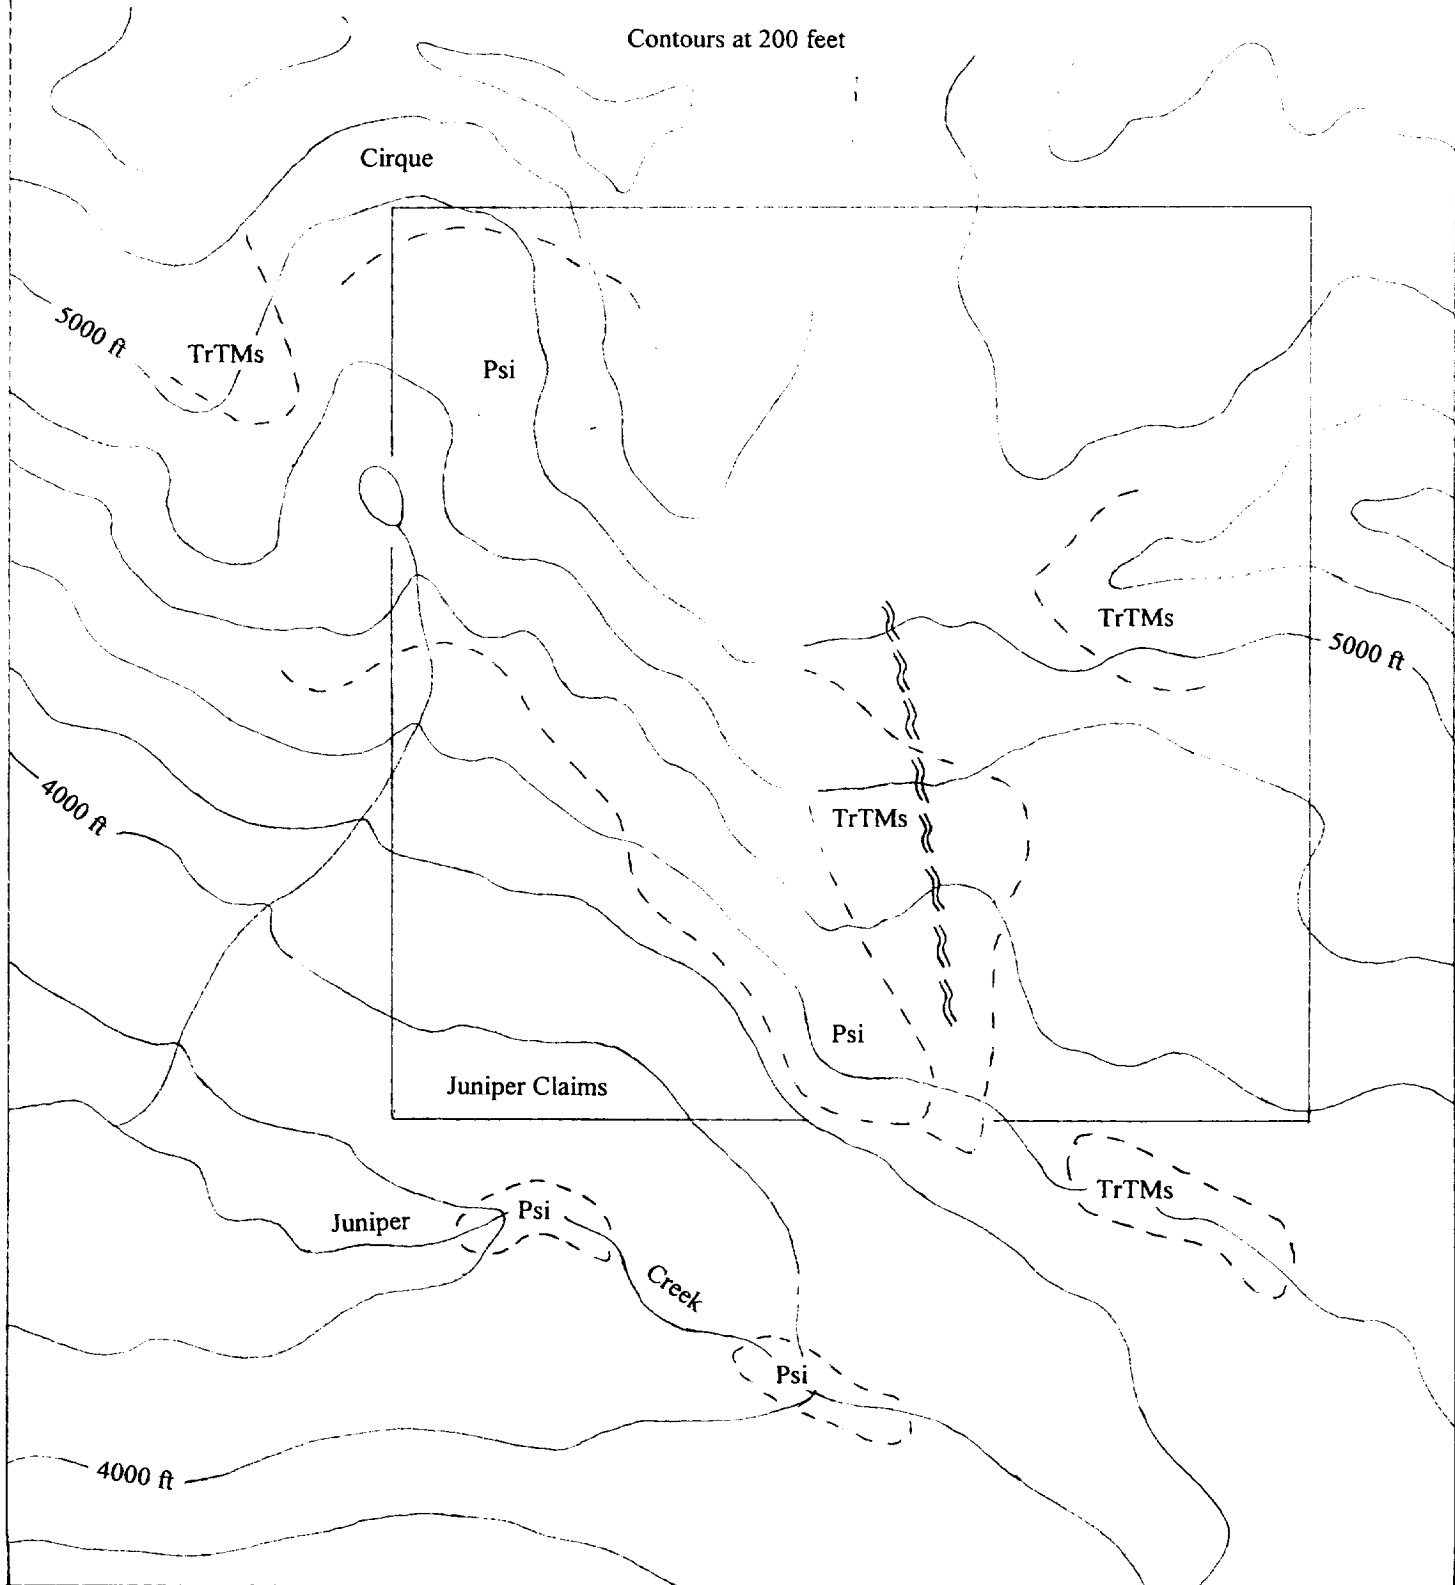 Contours at 200 feet
Cirque
5000 ft
TrTMs
Psi
TrTMs
5000 ft
4000 ft
TrTMs
Psi
Juniper Claims
TrTMs
Juniper
Psi
Creek
Psi
4000 ft